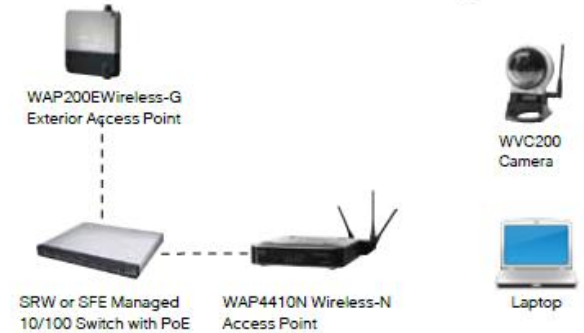 WAP200EWireless-G
Exterior Access Point
WVC200
Camera
SRW or SFE Managed
10/100 Switch with PoE
WAP4410N Wireless-N
Access Point
Laptop